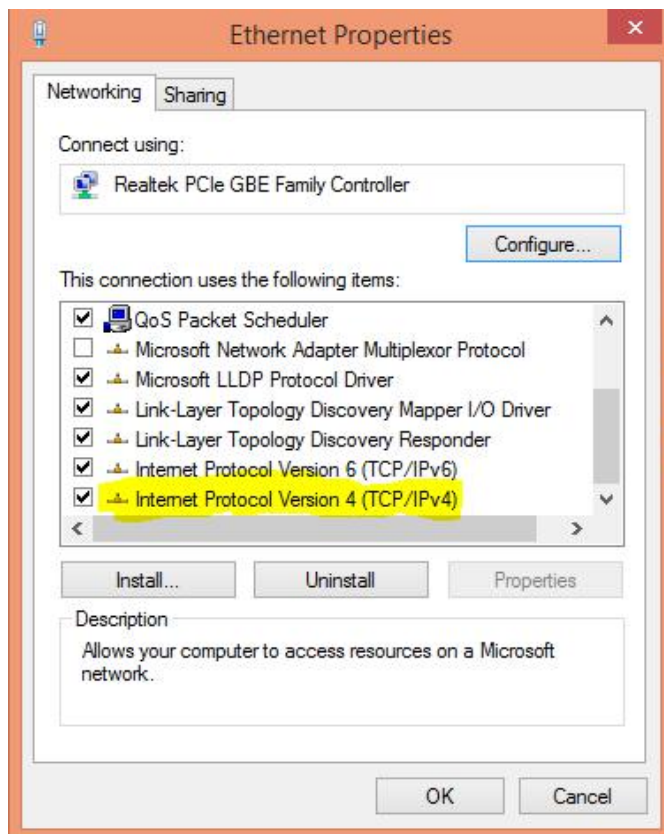 Ethernet Properties
Networking
Sharing
Connect using:
Realtek PCIe GBE Family Controller
Configure...
This connection uses the following items:
QoS Packet Scheduler
Microsoft Network Adapter Multiplexor Protocol
Microsoft LLDP Protocol Driver
Link-Layer Topology Discovery Mapper I/O Driver
Link-Layer Topology Discovery Responder
Internet Protocol Version 6 (TCP/IPv6)
Internet Protocol Version 4 (TCP/IPv4)
Install...
Uninstall
Properties
Description
Allows your computer to access resources on a Microsoft
network.
OK
Cancel